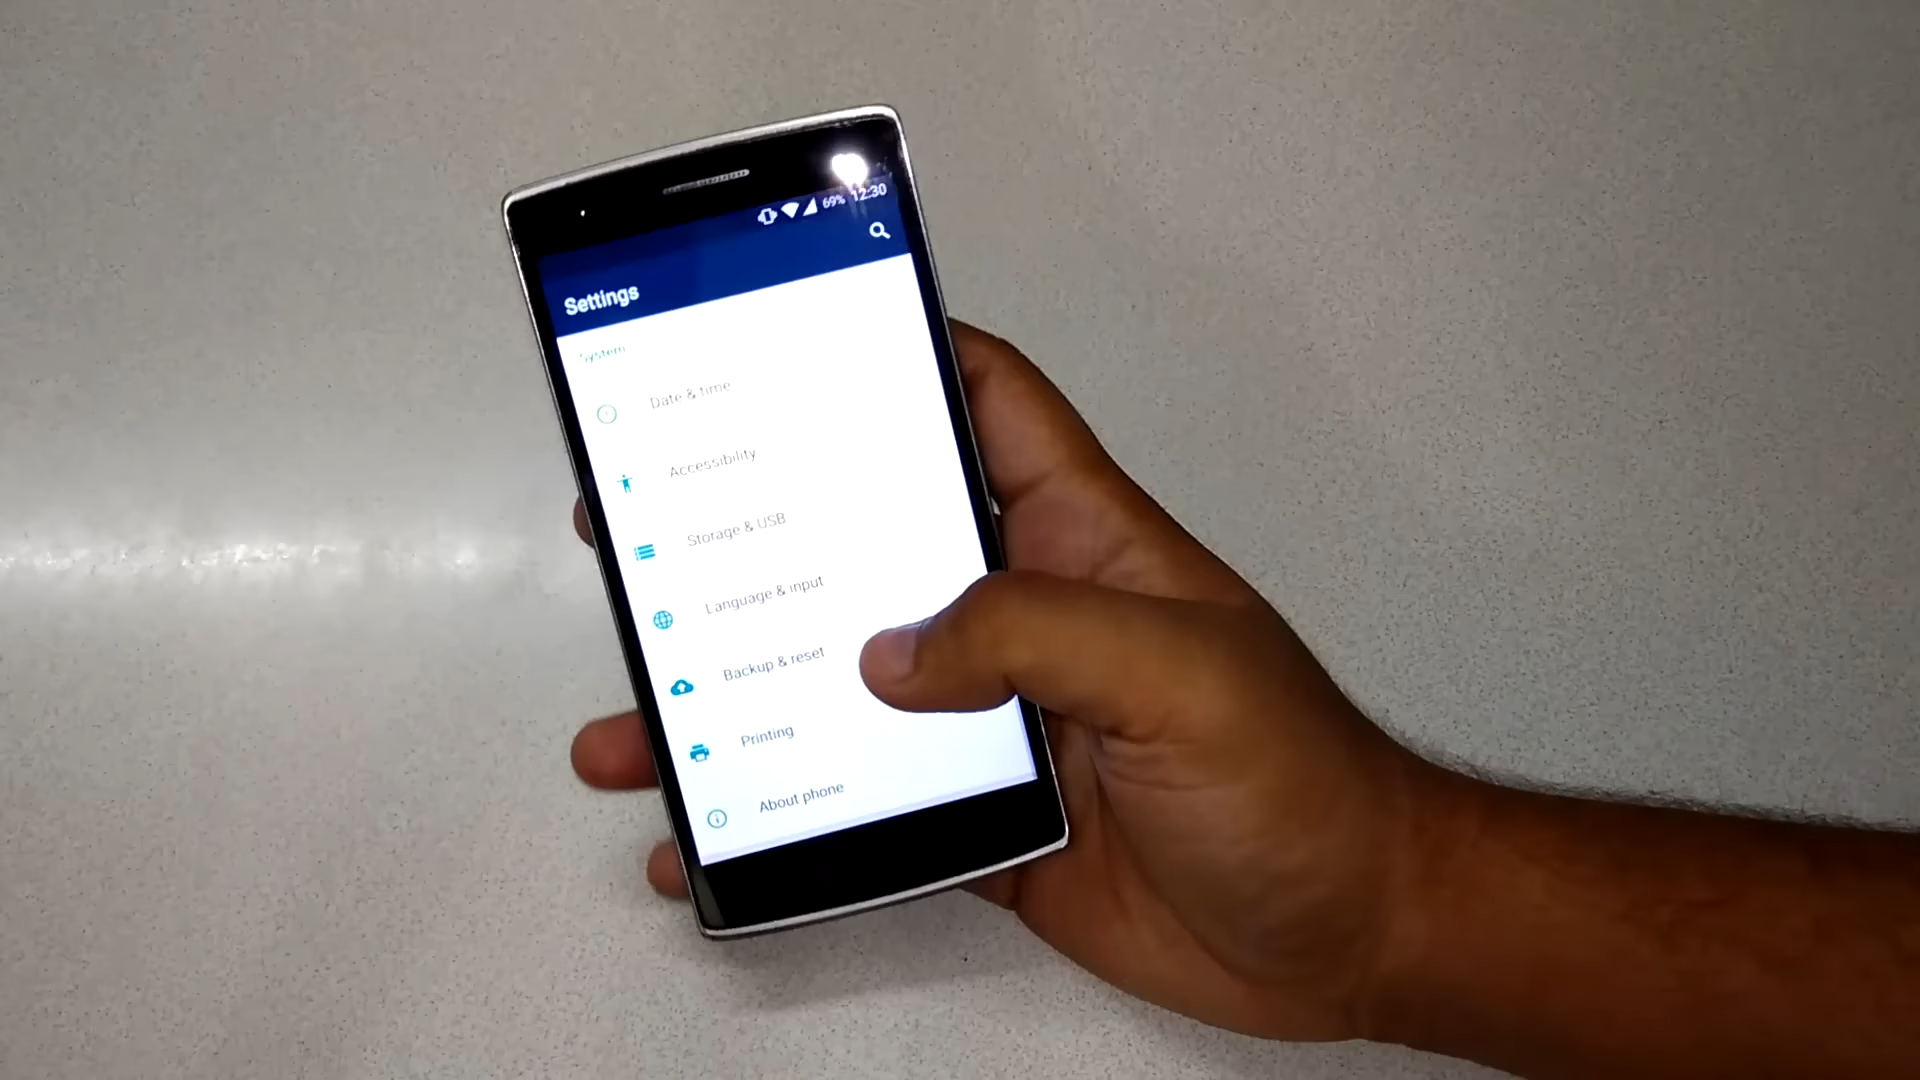 69% 12:30
Settings
System
Date & time
Accessibility
Storage & USB
Language & input
Backup & reset
Printing
About phone